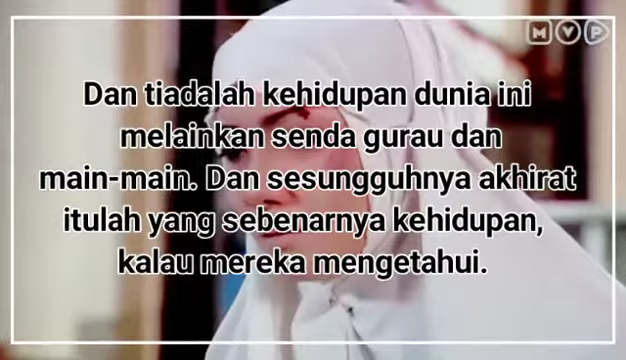 MVP
Dan tiadalah kehidupan dunia ini
melainkan senda gurau dan
main-main. Dan sesungguhnya akhirat
itulah yang sebenarnya kehidupan,
kalau mereka mengetahui.